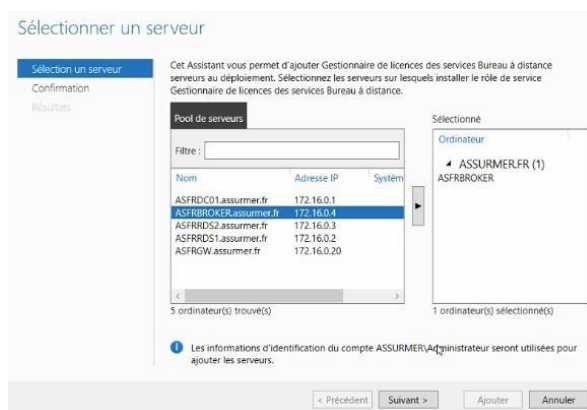 Sélectionner un serveur
Sélection un serveur
Confirmation
Résultats
Cet Assistant vous permet d'ajouter Gestionnaire de licences des services Bureau à distance
serveurs au déploiement. Sélectionnez les serveurs sur lesquels installer le rôle de service
Gestionnaire de licences des services Bureau à distance.
Pool de serveurs
Filtre :
Nom Adresse IP Systèm
ASFRDC01.assurmer.fr 172.16.0.1
ASFRBROKER.assurmer.fr 172.16.0.4
ASFRRDS2.assurmer.fr 172.16.0.3
ASFRRDS1.assurmer.fr 172.16.0.2
ASFRGW.assurmer.fr 172.16.0.20
5 ordinateur(s) trouvé(s)
Sélectionné
Ordinateur
ASSURMER.FR (1)
ASFRBROKER
1 ordinateur(s) sélectionné(s)
Les informations d'identification du compte ASSURMER\Administrateur seront utilisées pour
ajouter les serveurs.
< Précédent Suivant > Ajouter Annuler